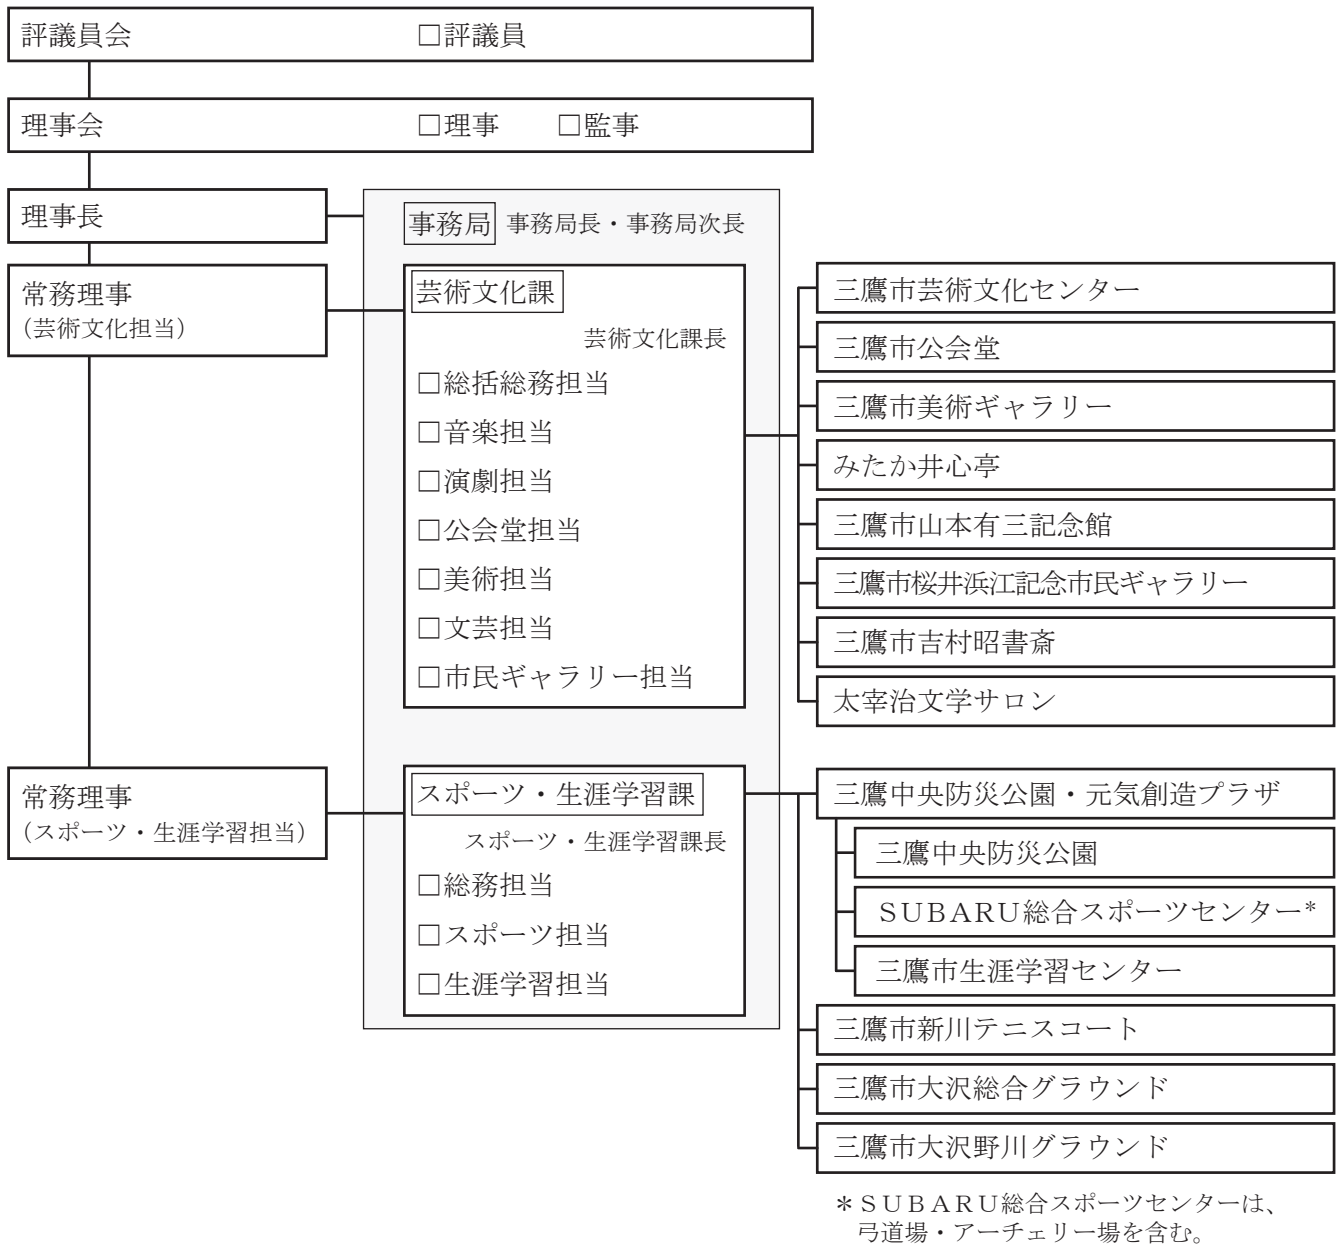 評議員会 □評議員
理事会 □理事 □監事
理事長
事務局 事務局長・事務局次長
常務理事
（芸術文化担当）
芸術文化課
芸術文化課長
□総括総務担当
□音楽担当
□演劇担当
□公会堂担当
□美術担当
□文芸担当
□市民ギャラリー担当
三鷹市芸術文化センター
三鷹市公会堂
三鷹市美術ギャラリー
みたか井心亭
三鷹市山本有三記念館
三鷹市桜井浜江記念市民ギャラリー
三鷹市吉村昭書斎
太宰治文学サロン
常務理事
（スポーツ・生涯学習担当）
スポーツ・生涯学習課
スポーツ・生涯学習課長
□総務担当
□スポーツ担当
□生涯学習担当
三鷹中央防災公園・元気創造プラザ
三鷹中央防災公園
ＳＵＢＡＲＵ総合スポーツセンター*
三鷹市生涯学習センター
三鷹市新川テニスコート
三鷹市大沢総合グラウンド
三鷹市大沢野川グラウンド
＊ＳＵＢＡＲＵ総合スポーツセンターは、
弓道場・アーチェリー場を含む。